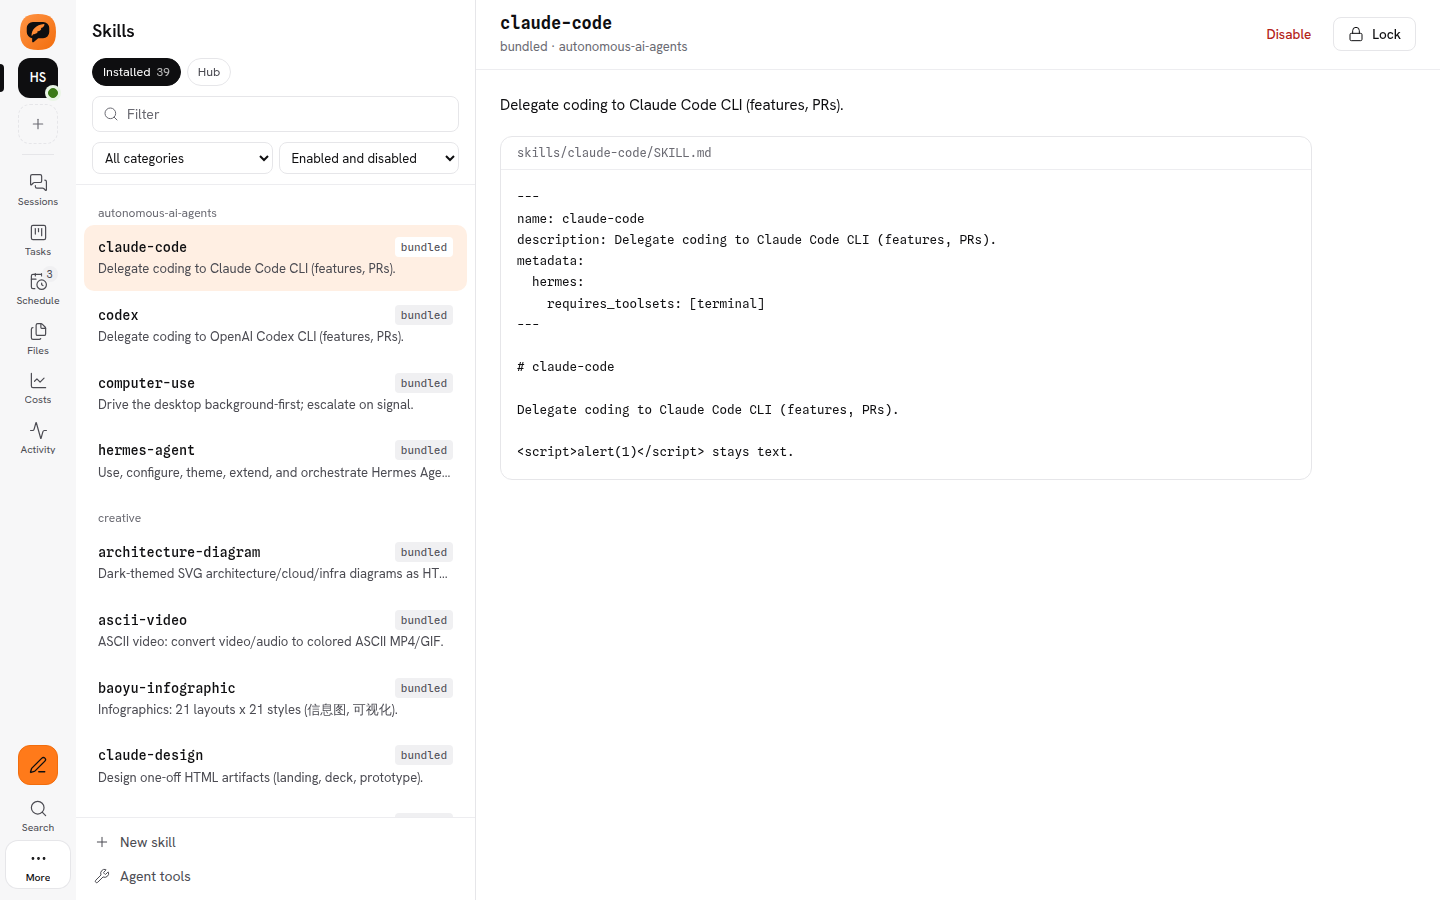 HS
Sessions
Tasks
3
Schedule
Files
Costs
Activity
Search
More
Skills
Installed 39
Hub
Filter
All categories
Enabled and disabled
autonomous-ai-agents
claude-code bundled
Delegate coding to Claude Code CLI (features, PRs).
codex bundled
Delegate coding to OpenAI Codex CLI (features, PRs).
computer-use bundled
Drive the desktop background-first; escalate on signal.
hermes-agent bundled
Use, configure, theme, extend, and orchestrate Hermes Age...
creative
architecture-diagram bundled
Dark-themed SVG architecture/cloud/infra diagrams as HT...
ascii-video bundled
ASCII video: convert video/audio to colored ASCII MP4/GIF.
baoyu-infographic bundled
Infographics: 21 layouts x 21 styles (信息图, 可视化).
claude-design bundled
Design one-off HTML artifacts (landing, deck, prototype).
New skill
Agent tools
claude-code
bundled · autonomous-ai-agents
Disable
Lock
Delegate coding to Claude Code CLI (features, PRs).
skills/claude-code/SKILL.md
---
name: claude-code
description: Delegate coding to Claude Code CLI (features, PRs).
metadata:
  hermes:
    requires_toolsets: [terminal]
---
# claude-code
Delegate coding to Claude Code CLI (features, PRs).
<script>alert(1)</script> stays text.